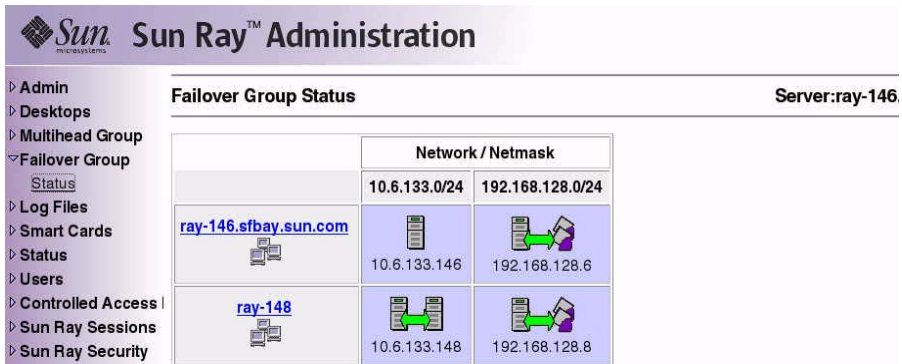 Sun microsystems Sun Ray™ Administration
Admin
Desktops
Multihead Group
Failover Group
Status
Log Files
Smart Cards
Status
Users
Controlled Access
Sun Ray Sessions
Sun Ray Security
Failover Group Status Server:ray-146.
Network / Netmask
10.6.133.0/24 192.168.128.0/24
ray-146.sfbay.sun.com
10.6.133.146 192.168.128.6
ray-148
10.6.133.148 192.168.128.8